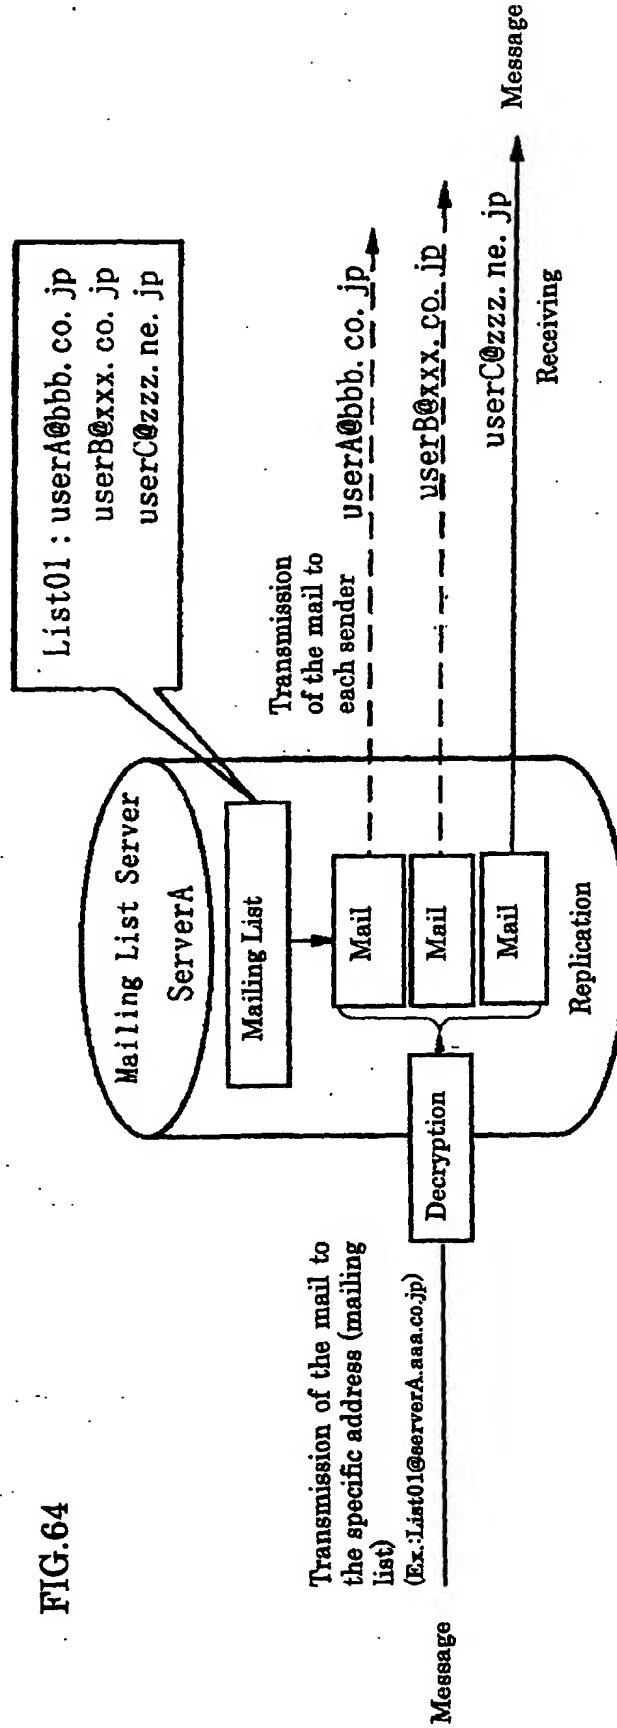 FIG.64
Message
Transmission of the mail to
the specific address (mailing
list)
(Ex.:List01@serverA.aaa.co.jp)
Decryption
Mailing List Server
ServerA
Mailing List
Mail
Mail
Mail
Replication
List01 : userA@bbb. co. jp
userB@xxx. co. jp
userC@zzz. ne. jp
Transmission
of the mail to
each sender
userA@bbb. co. jp
userB@xxx. co. jp
userC@zzz. ne. jp
Receiving
Message